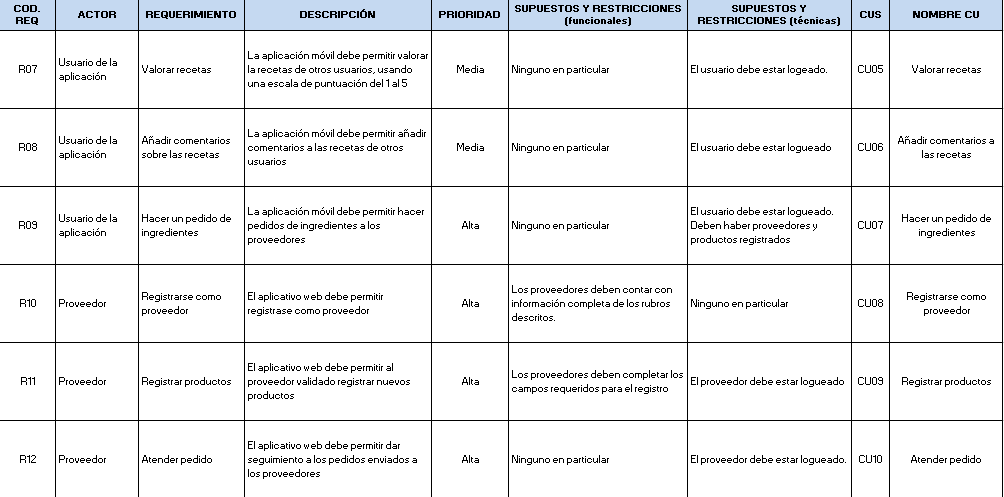 COD. REQ
ACTOR
REQUERIMIENTO
DESCRIPCIÓN
PRIORIDAD
SUPUESTOS Y RESTRICCIONES (funcionales)
SUPUESTOS Y RESTRICCIONES (técnicas)
CUS
NOMBRE CU
R07
Usuario de la
aplicación
Valorar recetas
La aplicación móvil debe permitir valorar
la recetas de otros usuarios, usando
una escala de puntuación del 1 al 5
Media
Ninguno en particular
El usuario debe estar logeado.
CU05
Valorar recetas
R08
Usuario de la
aplicación
Añadir comentarios
sobre las recetas
La aplicación móvil debe permitir añadir
comentarios a las recetas de otros
usuarios
Media
Ninguno en particular
El usuario debe estar logueado
CU06
Añadir comentarios a
las recetas
R09
Usuario de la
aplicación
Hacer un pedido de
ingredientes
La aplicación móvil debe permitir hacer
pedidos de ingredientes a los
proveedores
Alta
Ninguno en particular
El usuario debe estar logueado.
Deben haber proveedores y
productos registrados
CU07
Hacer un pedido de
ingredientes
R10
Proveedor
Registrarse como
proveedor
El aplicativo web debe permitir
registrase como proveedor
Alta
Los proveedores deben contar con
información completa de los rubros
descritos.
Ninguno en particular
CU08
Registrarse como
proveedor
R11
Proveedor
Registrar productos
El aplicativo web debe permitir al
proveedor validado registrar nuevos
productos
Alta
Los proveedores deben completar los
campos requeridos para el registro
El proveedor debe estar logueado
CU09
Registrar productos
R12
Proveedor
Atender pedido
El aplicativo web debe permitir dar
seguimiento a los pedidos enviados a
los proveedores
Alta
Ninguno en particular
El proveedor debe estar logueado.
CU10
Atender pedido